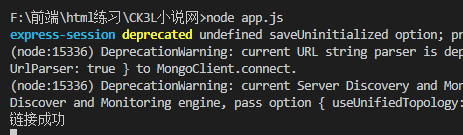 F:\前端\html练习\CK3L小说网>node app.js
express-session deprecated undefined saveUninitialized option; pr
(node:15336) DeprecationWarning: current URL string parser is dep
UrlParser: true } to MongoClient.connect.
(node:15336) DeprecationWarning: current Server Discovery and Mon
Discover and Monitoring engine, pass option { useUnifiedTopology:
链接成功